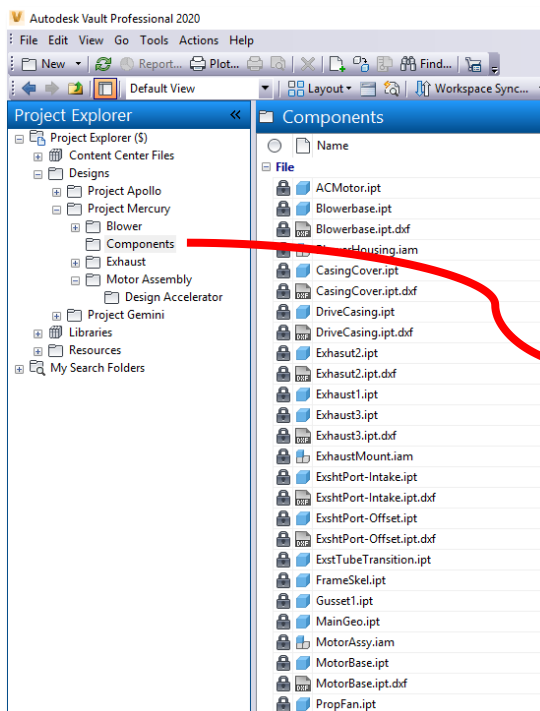 Autodesk Vault Professional 2020
File Edit View Go Tools Actions Help
New Report... Plot... Find...
Default View Layout Workspace Sync...
Project Explorer «
Project Explorer ($)
Content Center Files
Designs
Project Apollo
Project Mercury
Blower
Components
Exhaust
Motor Assembly
Design Accelerator
Project Gemini
Libraries
Resources
My Search Folders
Components
Name
File
ACMotor.ipt
Blowerbase.ipt
Blowerbase.ipt.dxf
BlowerHousing.iam
CasingCover.ipt
CasingCover.ipt.dxf
DriveCasing.ipt
DriveCasing.ipt.dxf
Exhasut2.ipt
Exhasut2.ipt.dxf
Exhaust1.ipt
Exhaust3.ipt
Exhaust3.ipt.dxf
ExhaustMount.iam
ExshtPort-Intake.ipt
ExshtPort-Intake.ipt.dxf
ExshtPort-Offset.ipt
ExshtPort-Offset.ipt.dxf
ExstTubeTransition.ipt
FrameSkel.ipt
Gusset1.ipt
MainGeo.ipt
MotorAssy.iam
MotorBase.ipt
MotorBase.ipt.dxf
PropFan.ipt